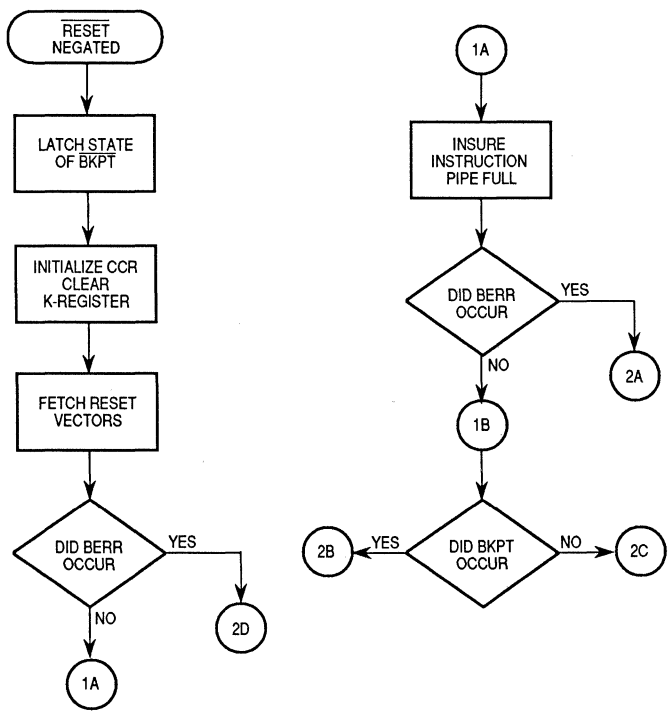 RESET
NEGATED
LATCH STATE
OF BKPT
INITIALIZE CCR
CLEAR
K-REGISTER
FETCH RESET
VECTORS
DID BERR
OCCUR
YES
2D
NO
1A
1A
INSURE
INSTRUCTION
PIPE FULL
DID BERR
OCCUR
YES
2A
NO
1B
DID BKPT
OCCUR
YES
2B
NO
2C